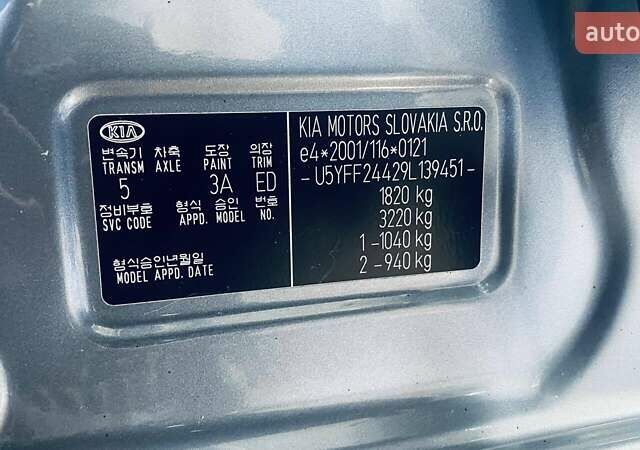 auto
KIA
변속기 차축 도장 의장
TRANSM AXLE PAINT TRIM
5 3A ED
정비부호 형식 승인 번호
SVC CODE APPD. MODEL NO.
형식승인년월일
MODEL APPD. DATE
KIA MOTORS SLOVAKIA S.R.O.
e4*2001/116*0121
-U5YFF24429L139451-
1820 kg
3220 kg
1 -1040 kg
2 -940 kg